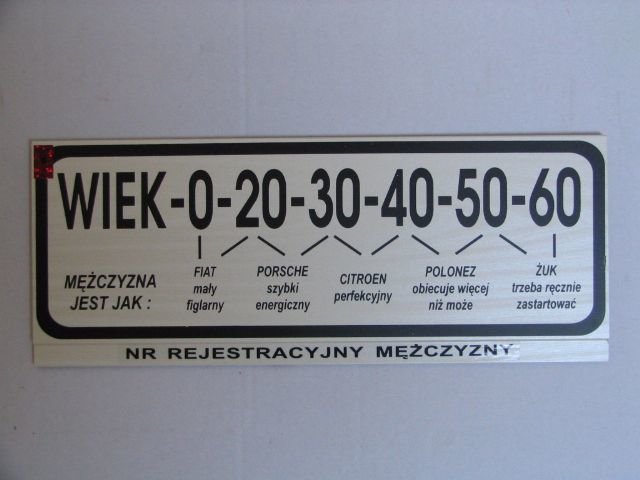 WIEK-0-20-30-40-50-60
MĘŻCZYZNA
JEST JAK :
FIAT
mały
figlarny
PORSCHE
szybki
energiczny
CITROEN
perfekcyjny
POLONEZ
obiecuje więcej
niż może
ŻUK
trzeba ręcznie
zastartować
NR REJESTRACYJNY MĘŻCZYZNY